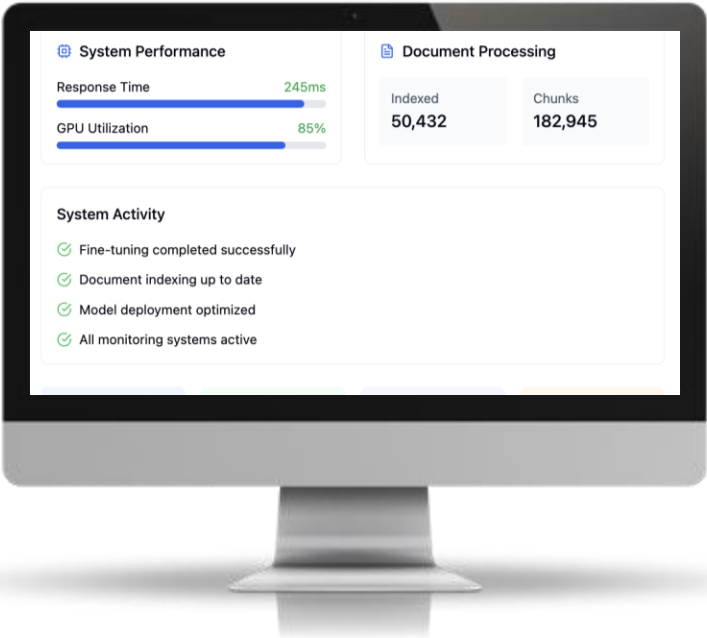 System Performance
Response Time 245ms
GPU Utilization 85%
Document Processing
Indexed
50,432
Chunks
182,945
System Activity
Fine-tuning completed successfully
Document indexing up to date
Model deployment optimized
All monitoring systems active